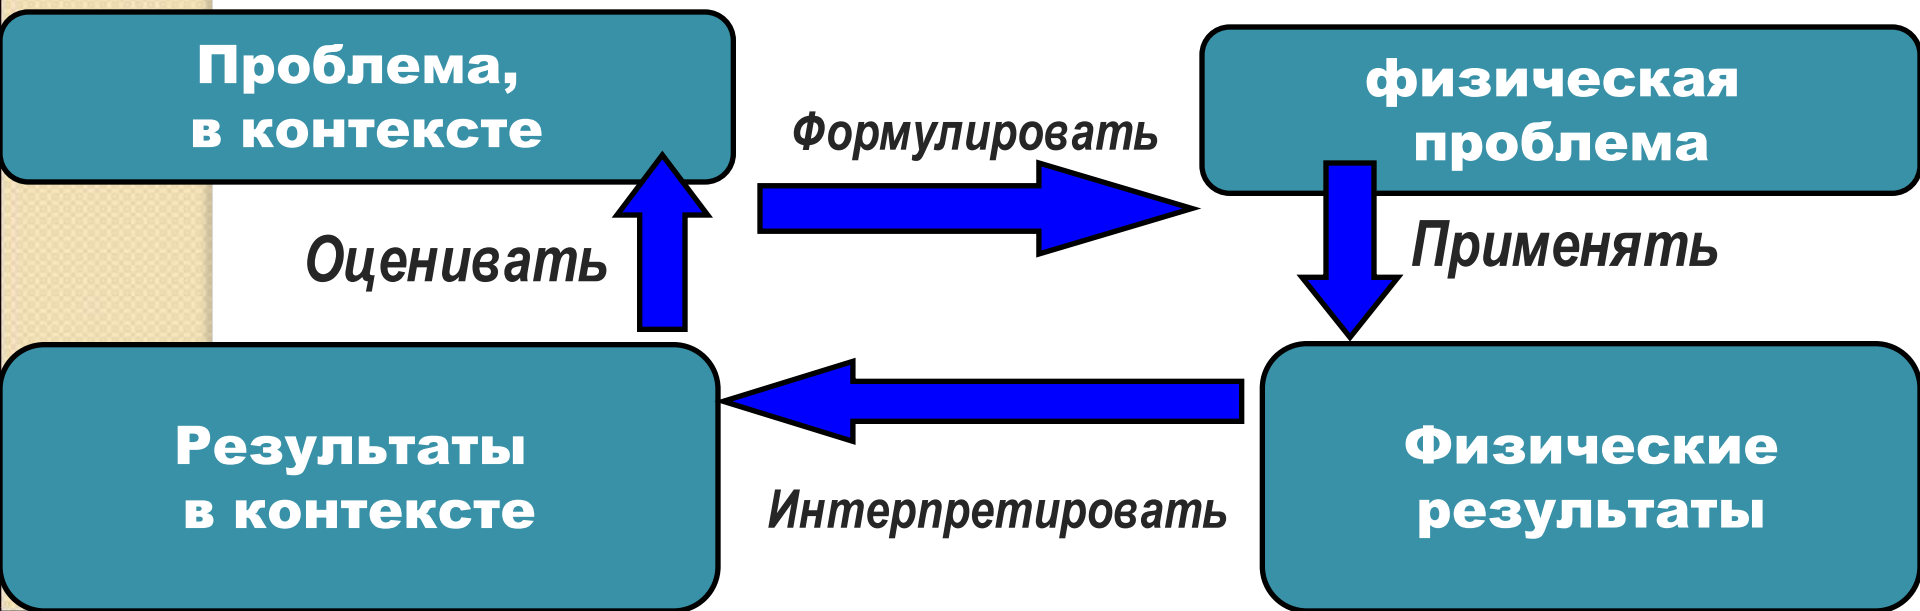 Проблема,
в контексте
Формулировать
физическая
проблема
Оценивать
Применять
Результаты
в контексте
Интерпретировать
Физические
результаты